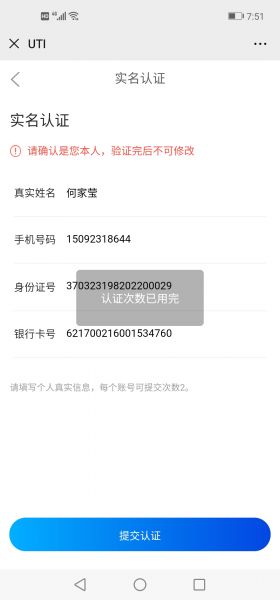 7:51
UTI
实名认证
实名认证
请确认是您本人，验证完后不可修改
真实姓名 何家莹
手机号码 15092318644
身份证号 370323198202200029
认证次数已用完
银行卡号 621700216001534760
请填写个人真实信息，每个账号可提交次数2。
提交认证